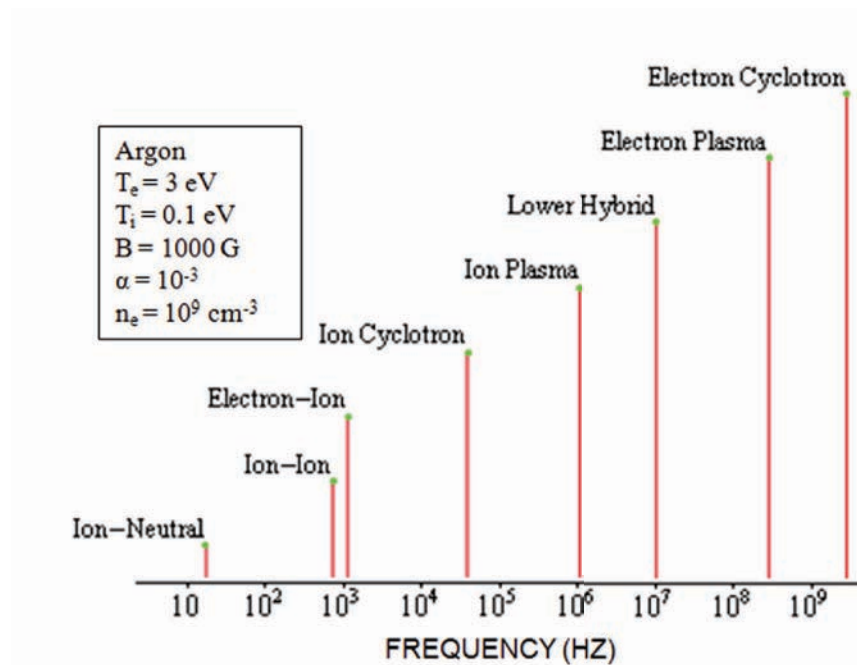 Electron Cyclotron
Electron Plasma
Lower Hybrid
Ion Plasma
Ion Cyclotron
Electron–Ion
Ion–Ion
Ion–Neutral
Argon
Tₑ = 3 eV
Tᵢ = 0.1 eV
B = 1000 G
α = 10⁻³
nₑ = 10⁹ cm⁻³
10 10² 10³ 10⁴ 10⁵ 10⁶ 10⁷ 10⁸ 10⁹
FREQUENCY (HZ)